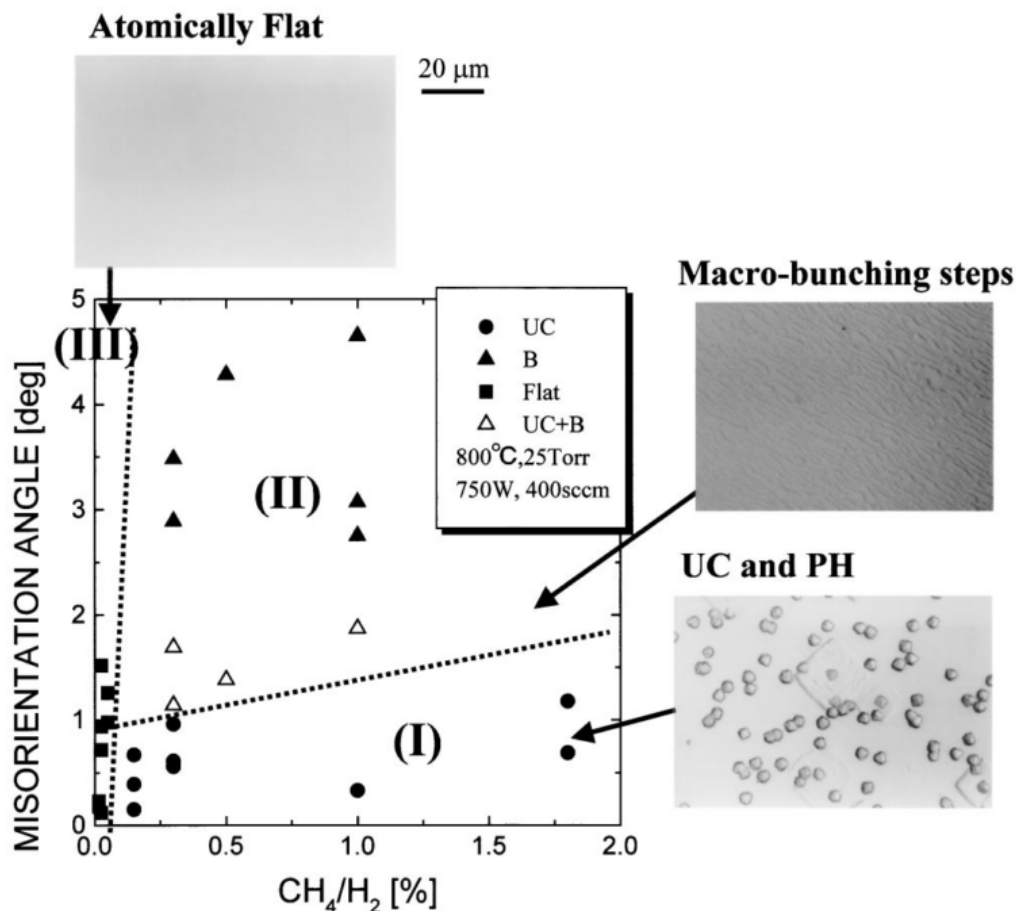 Atomically Flat
20 μm
Macro-bunching steps
UC and PH
5
4
3
2
1
0
MISORIENTATION ANGLE [deg]
(III)
(II)
(I)
UC
B
Flat
UC+B
800℃,25Torr
750W, 400sccm
0.0
0.5
1.0
1.5
2.0
CH₄/H₂ [%]